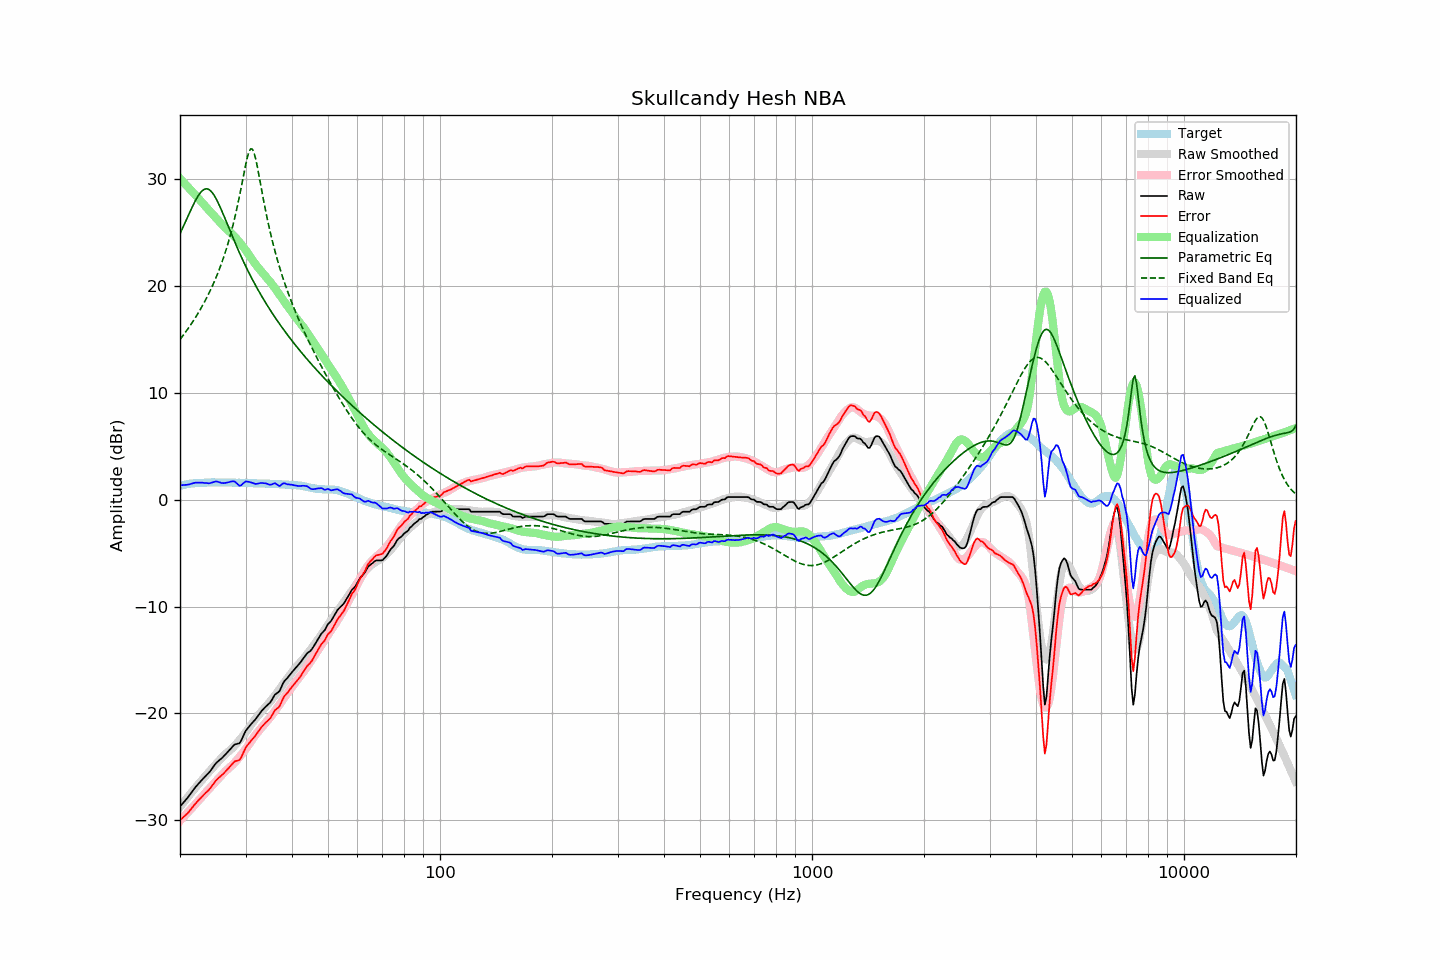 Skullcandy Hesh NBA
Target
Raw Smoothed
Error Smoothed
Raw
Error
Equalization
Parametric Eq
Fixed Band Eq
Equalized
Amplitude (dBr)
30
20
10
0
−10
−20
−30
100
1000
10000
Frequency (Hz)